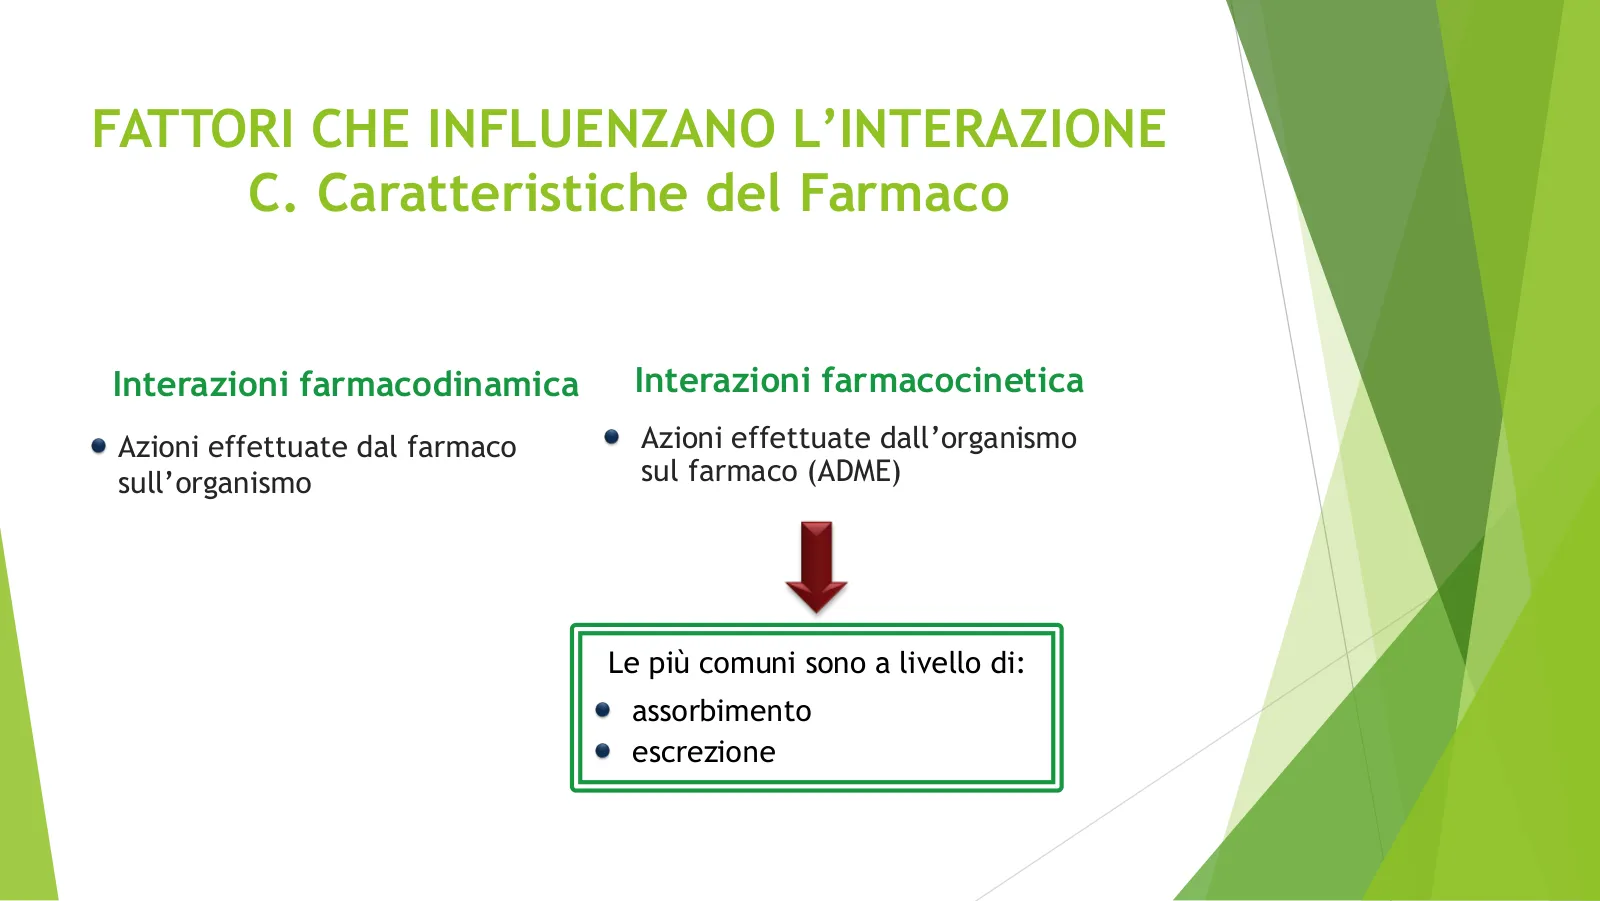 FATTORI CHE INFLUENZANO L’INTERAZIONE
C. Caratteristiche del Farmaco
Interazioni farmacodinamica
Azioni effettuate dal farmaco
sull’organismo
Interazioni farmacocinetica
Azioni effettuate dall’organismo
sul farmaco (ADME)
Le più comuni sono a livello di:
assorbimento
escrezione